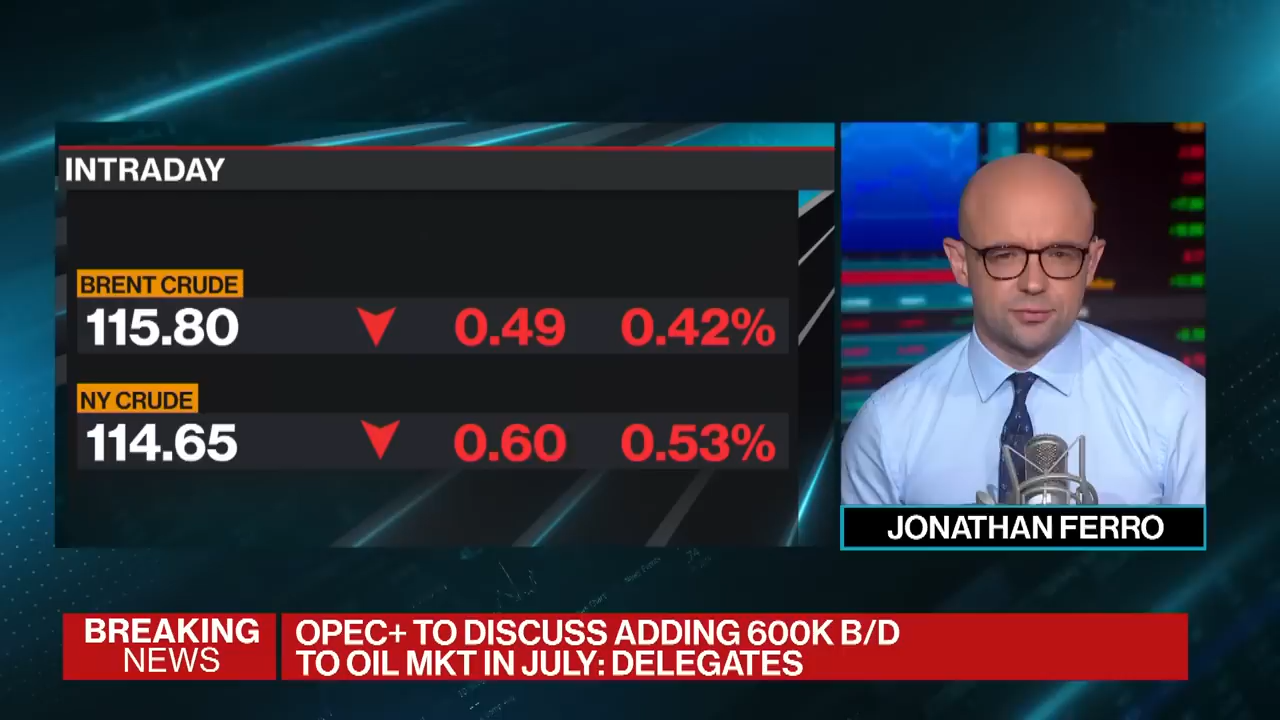 INTRADAY
BRENT CRUDE
115.80 0.49 0.42%
NY CRUDE
114.65 0.60 0.53%
JONATHAN FERRO
BREAKING NEWS
OPEC+ TO DISCUSS ADDING 600K B/D
TO OIL MKT IN JULY: DELEGATES